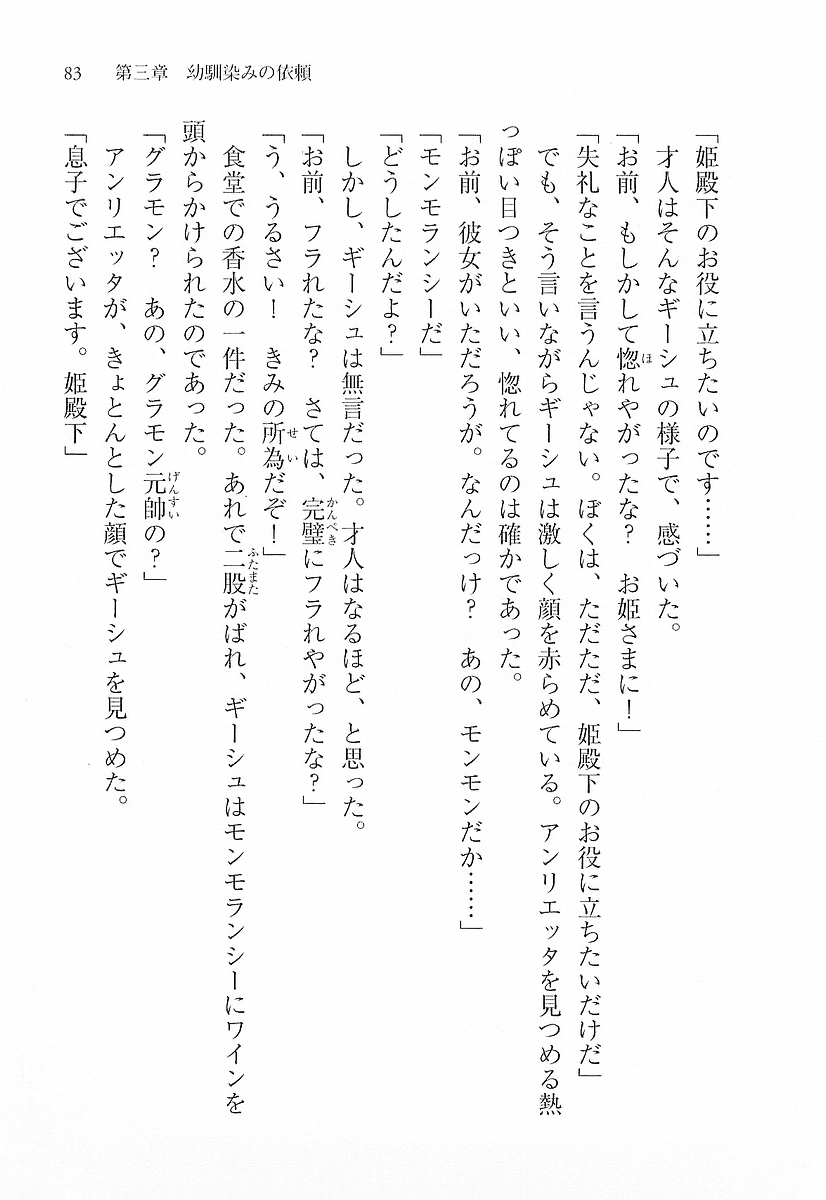 83　第三章　幼馴染みの依頼
「姫殿下のお役に立ちたいのです……」
　才人はそんなギーシュの様子で、感づいた。
「お前、もしかして惚れやがったな？　お姫さまに！」
「失礼なことを言うんじゃない。ぼくは、ただただ、姫殿下のお役に立ちたいだけだ」
　でも、そう言いながらギーシュは激しく顔を赤らめている。アンリエッタを見つめる熱
っぽい目つきといい、惚れてるのは確かであった。
「お前、彼女がいただろうが。なんだっけ？　あの、モンモンだか……」
「モンモランシーだ」
「どうしたんだよ？」
　しかし、ギーシュは無言だった。才人はなるほど、と思った。
「お前、フラれたな？　さては、完璧にフラれやがったな？」
「う、うるさい！　きみの所為だぞ！」
　食堂での香水の一件だった。あれで二股がばれ、ギーシュはモンモランシーにワインを
頭からかけられたのであった。
「グラモン？　あの、グラモン元帥の？」
　アンリエッタが、きょとんとした顔でギーシュを見つめた。
「息子でございます。姫殿下」